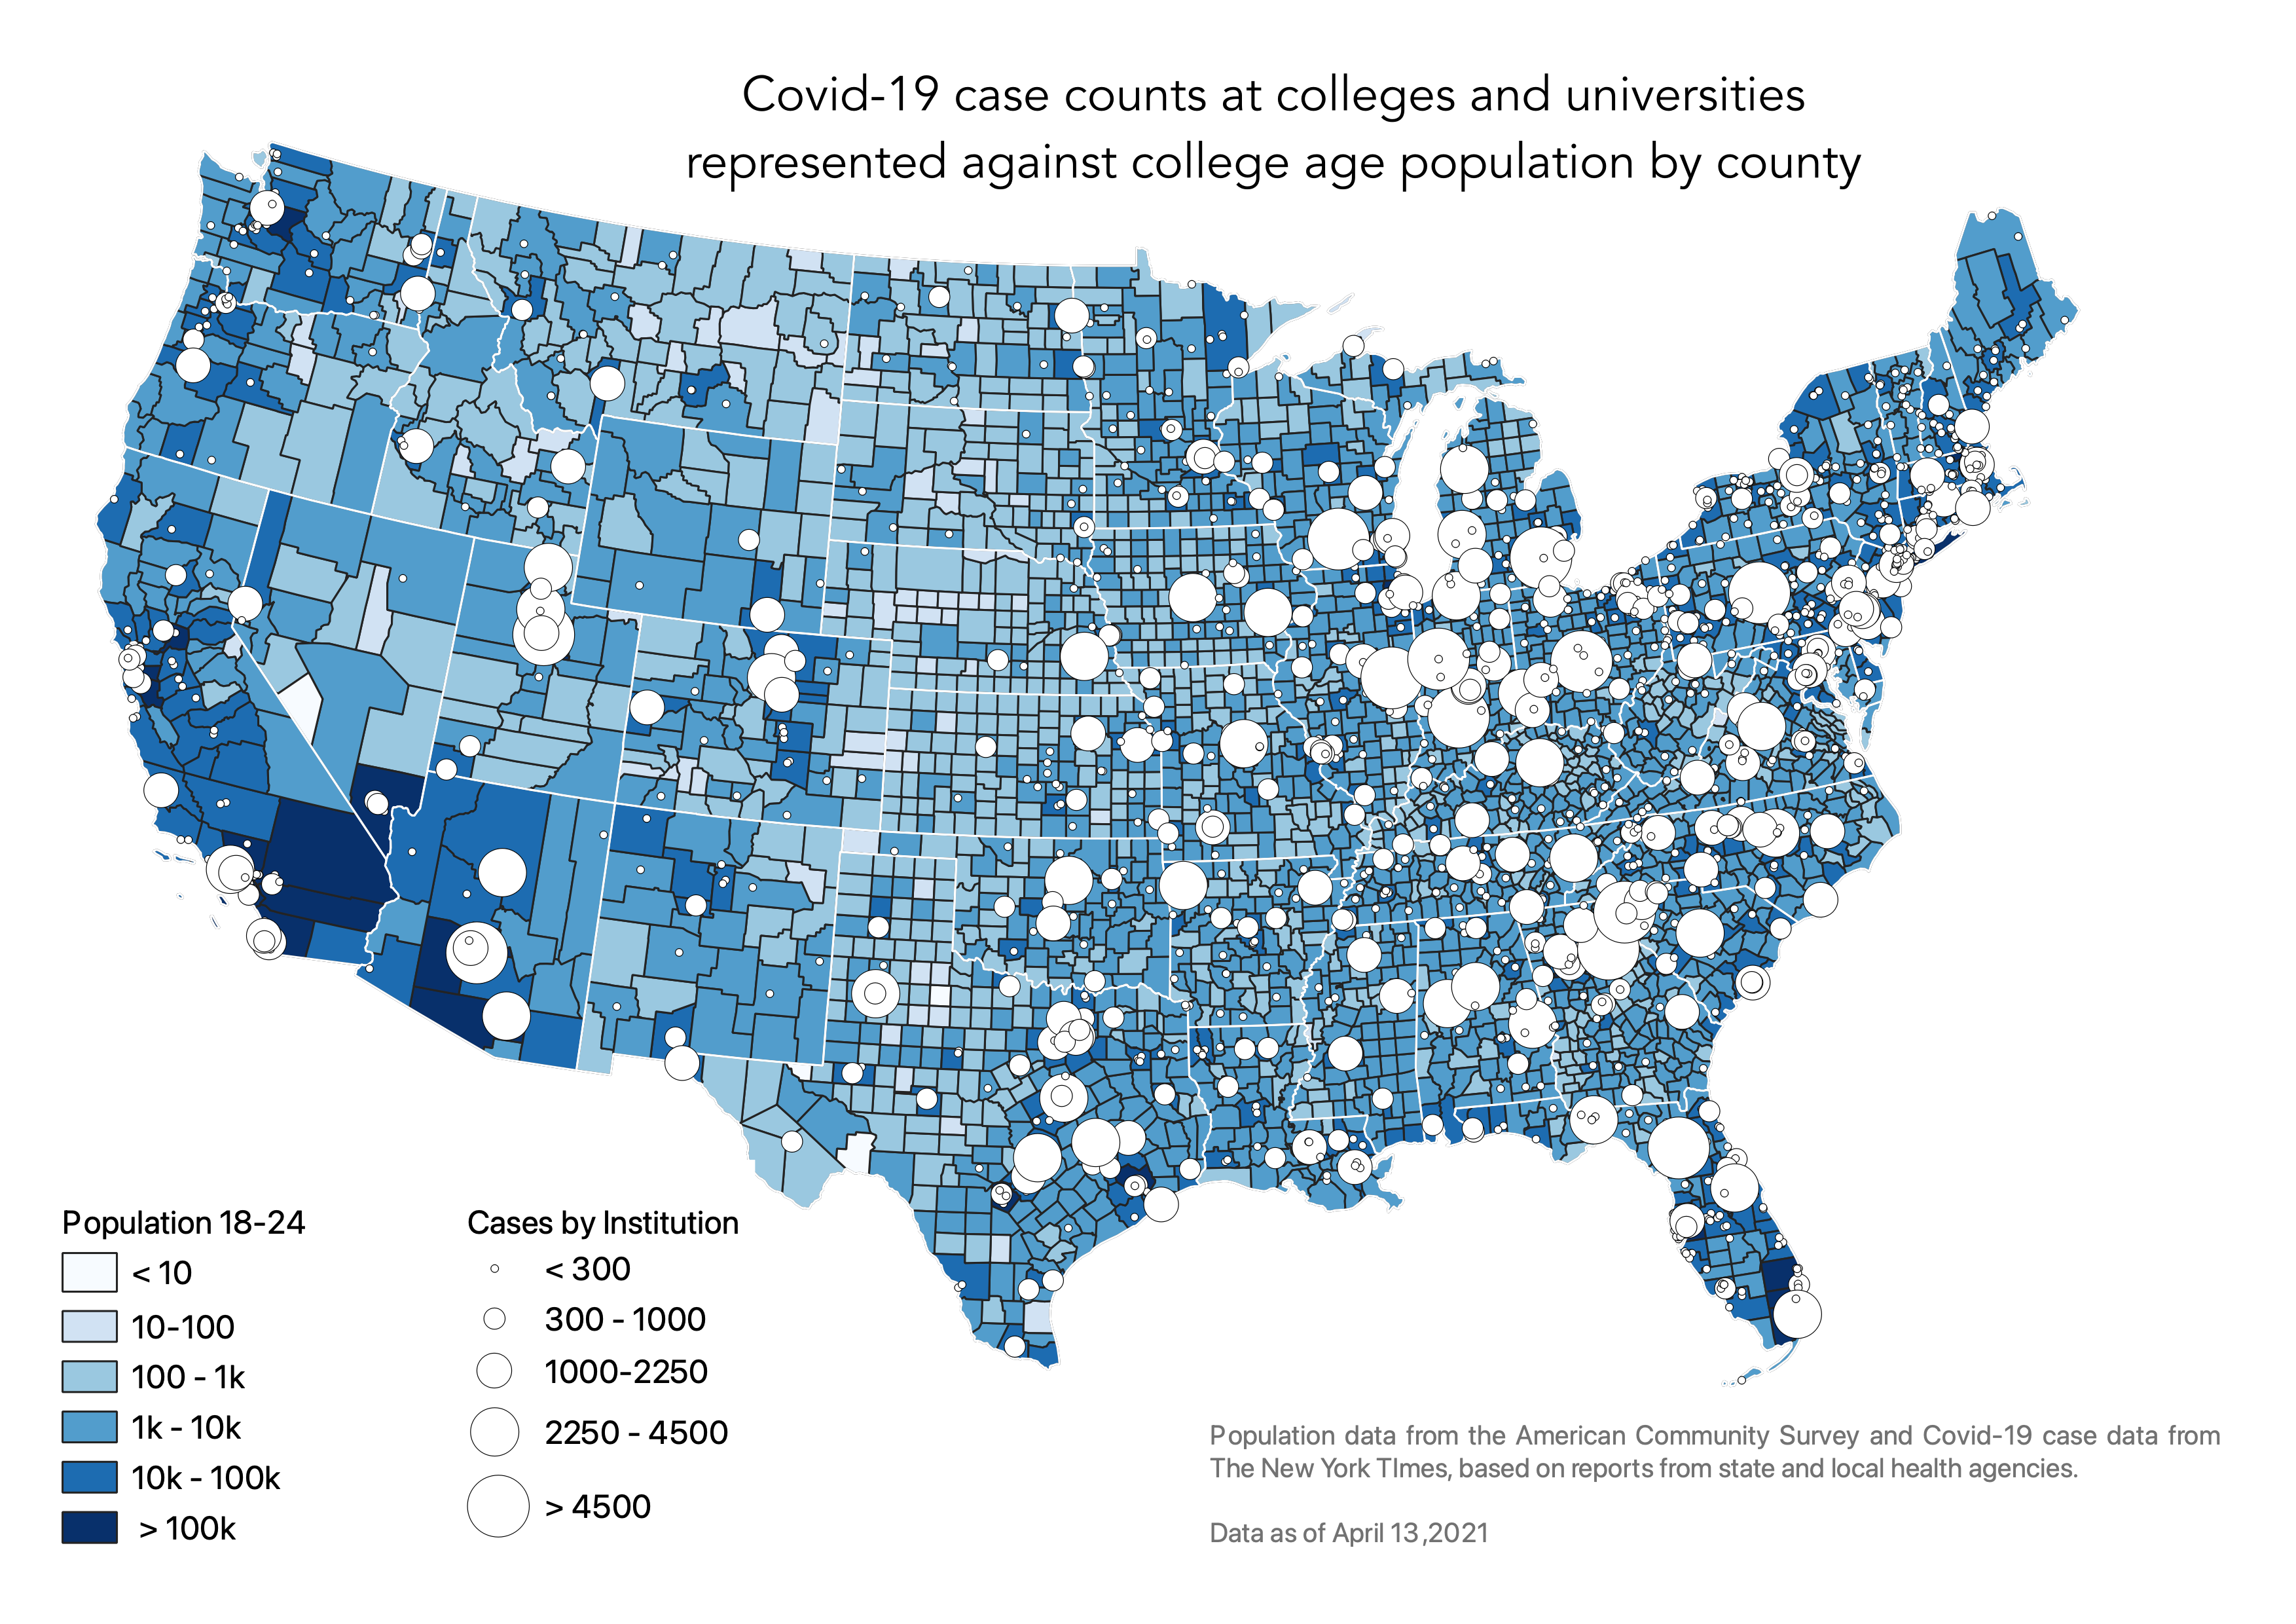 Covid-19 case counts at colleges and universities
represented against college age population by county
Population 18-24
< 10
10-100
100 - 1k
1k - 10k
10k - 100k
> 100k
Cases by Institution
< 300
300 - 1000
1000-2250
2250 - 4500
> 4500
Population data from the American Community Survey and Covid-19 case data from
The New York TImes, based on reports from state and local health agencies.
Data as of April 13,2021